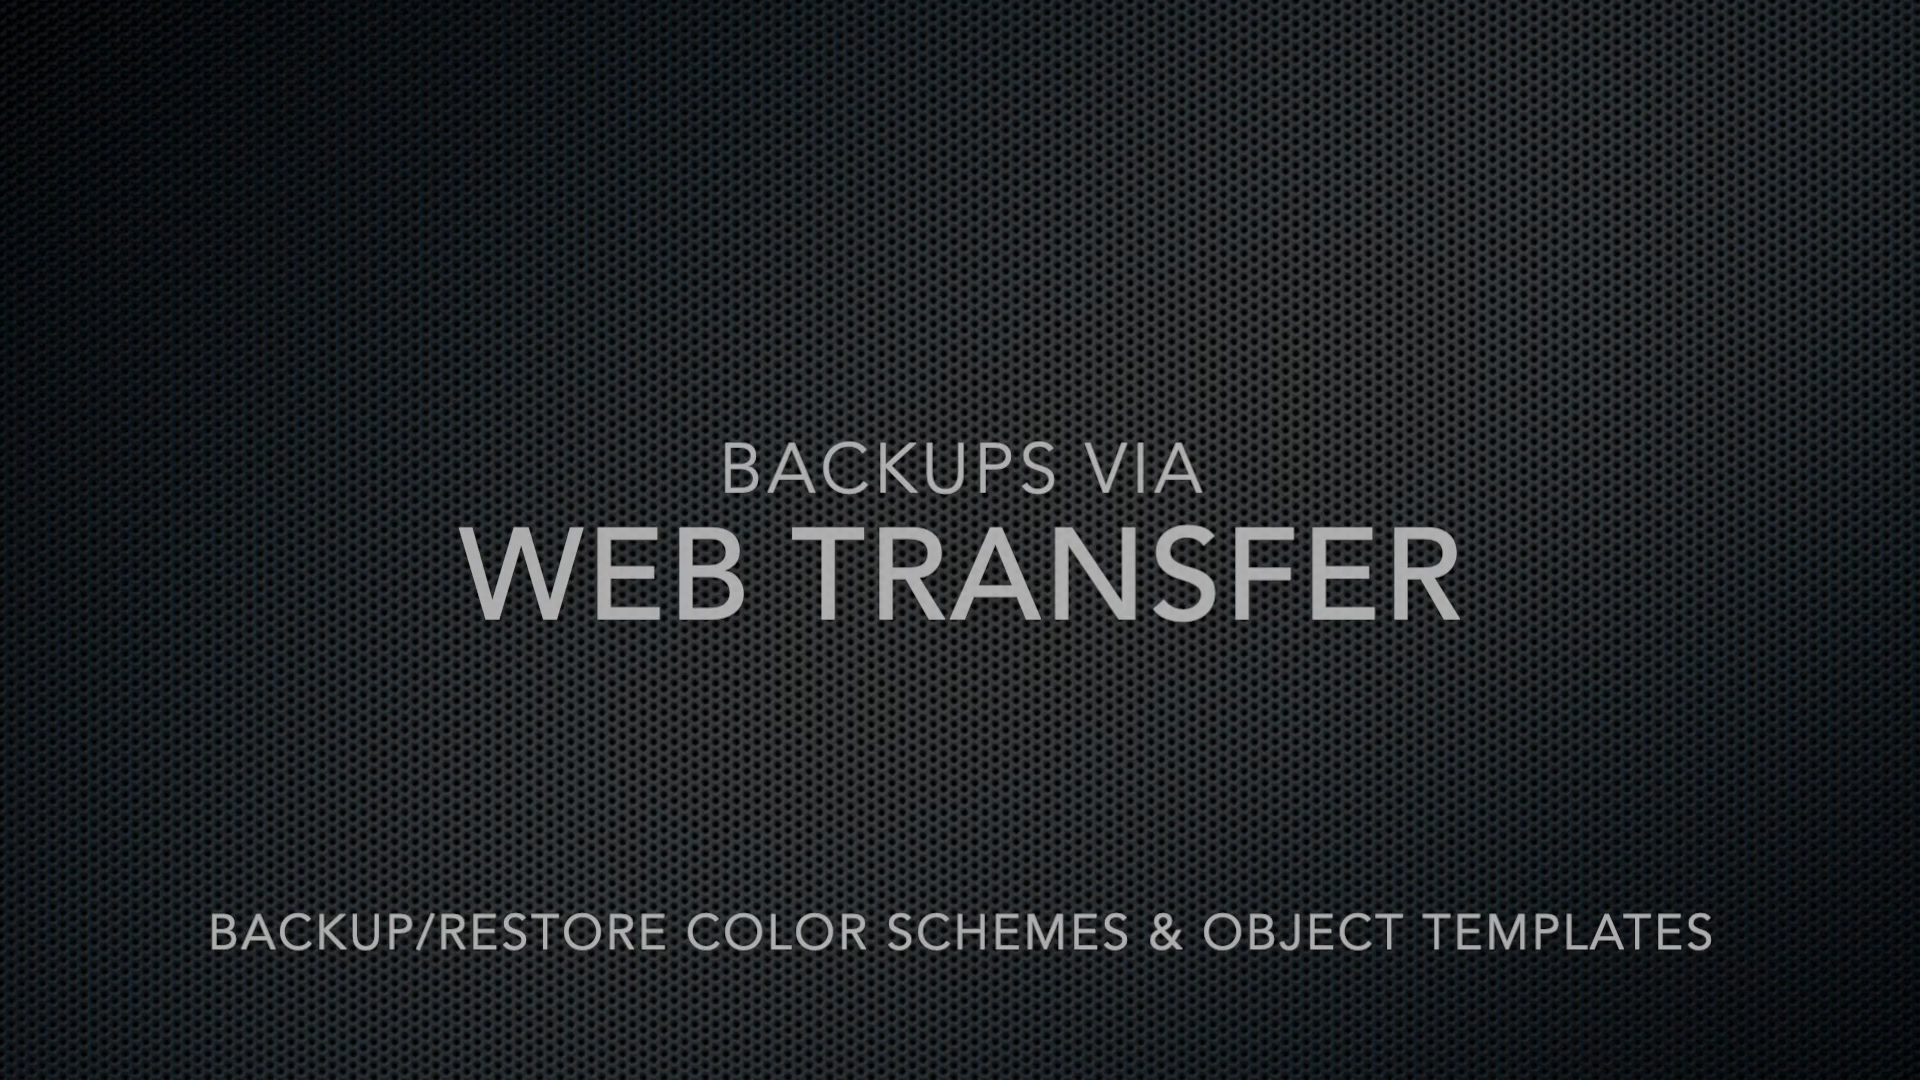 BACKUPS VIA
WEB TRANSFER
BACKUP/RESTORE COLOR SCHEMES & OBJECT TEMPLATES